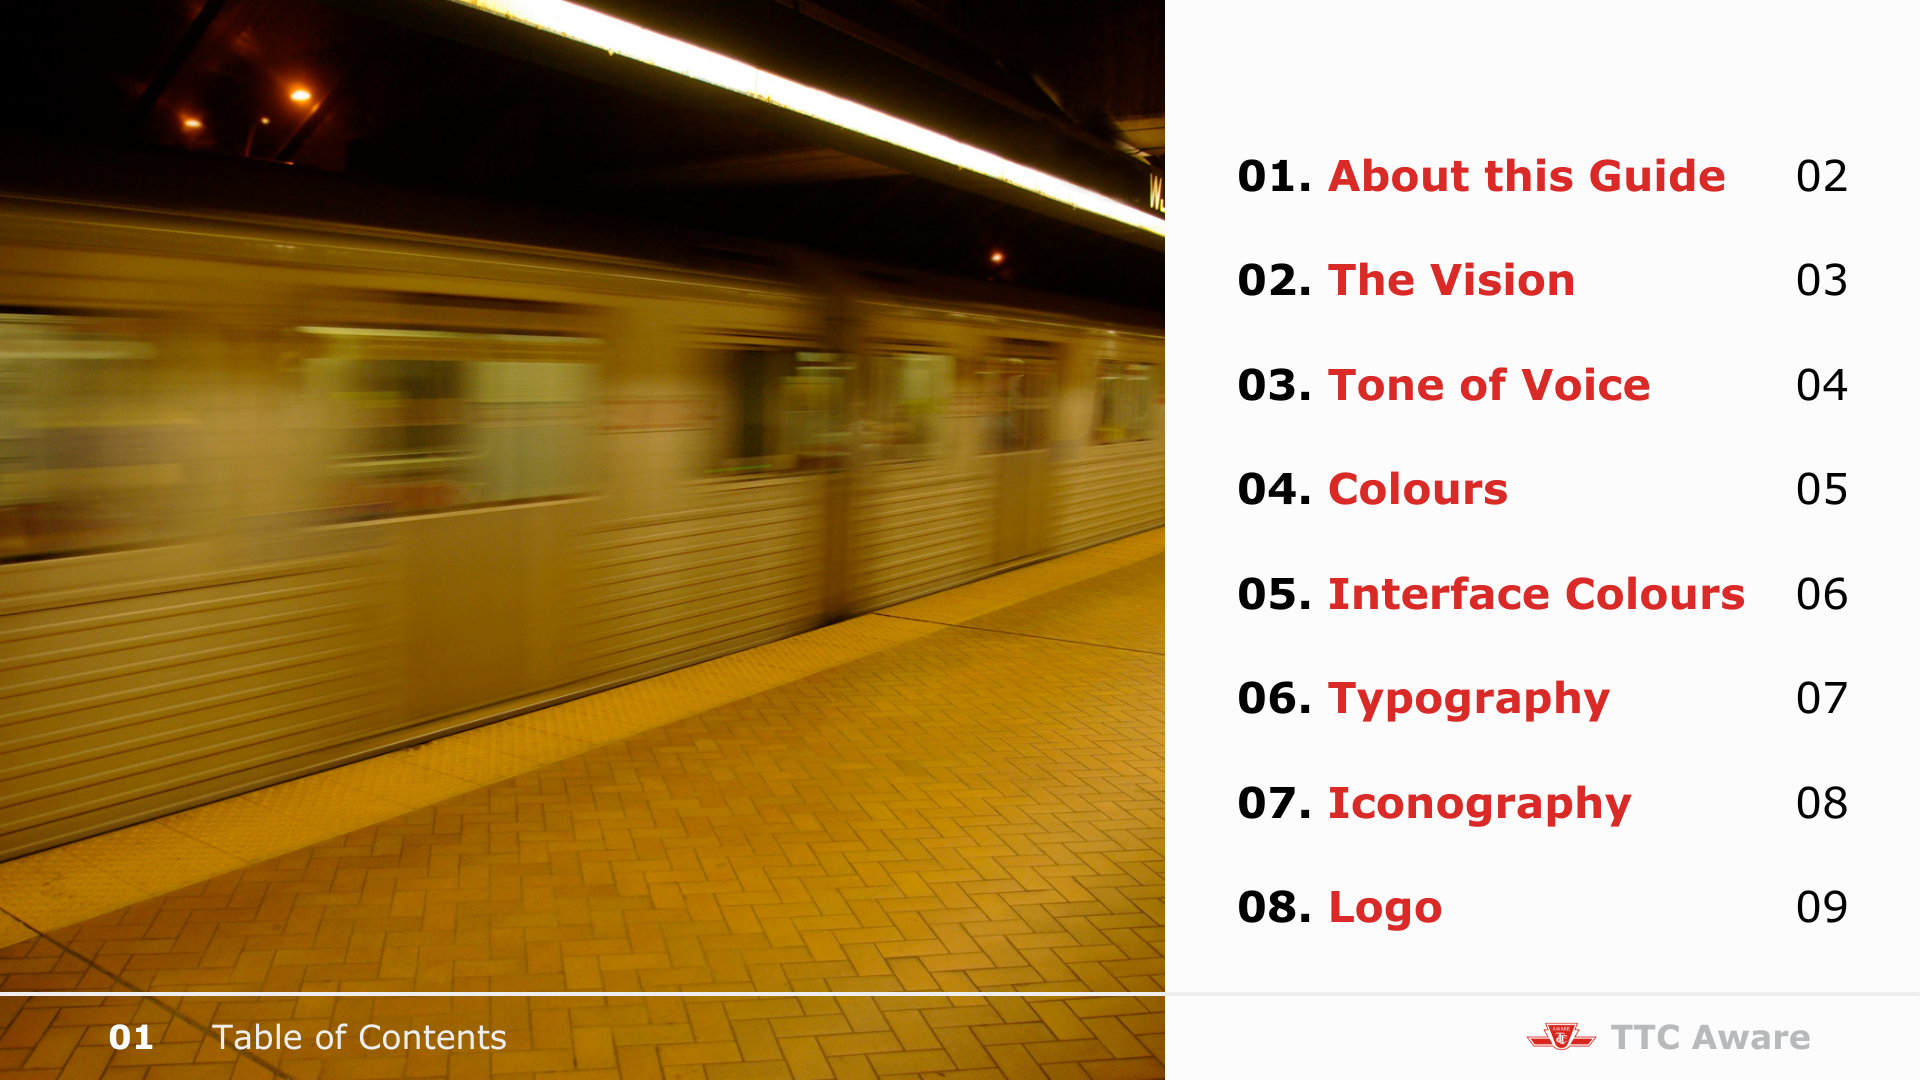 01. About this Guide 02
02. The Vision 03
03. Tone of Voice 04
04. Colours 05
05. Interface Colours 06
06. Typography 07
07. Iconography 08
08. Logo 09
01 Table of Contents
TTC Aware